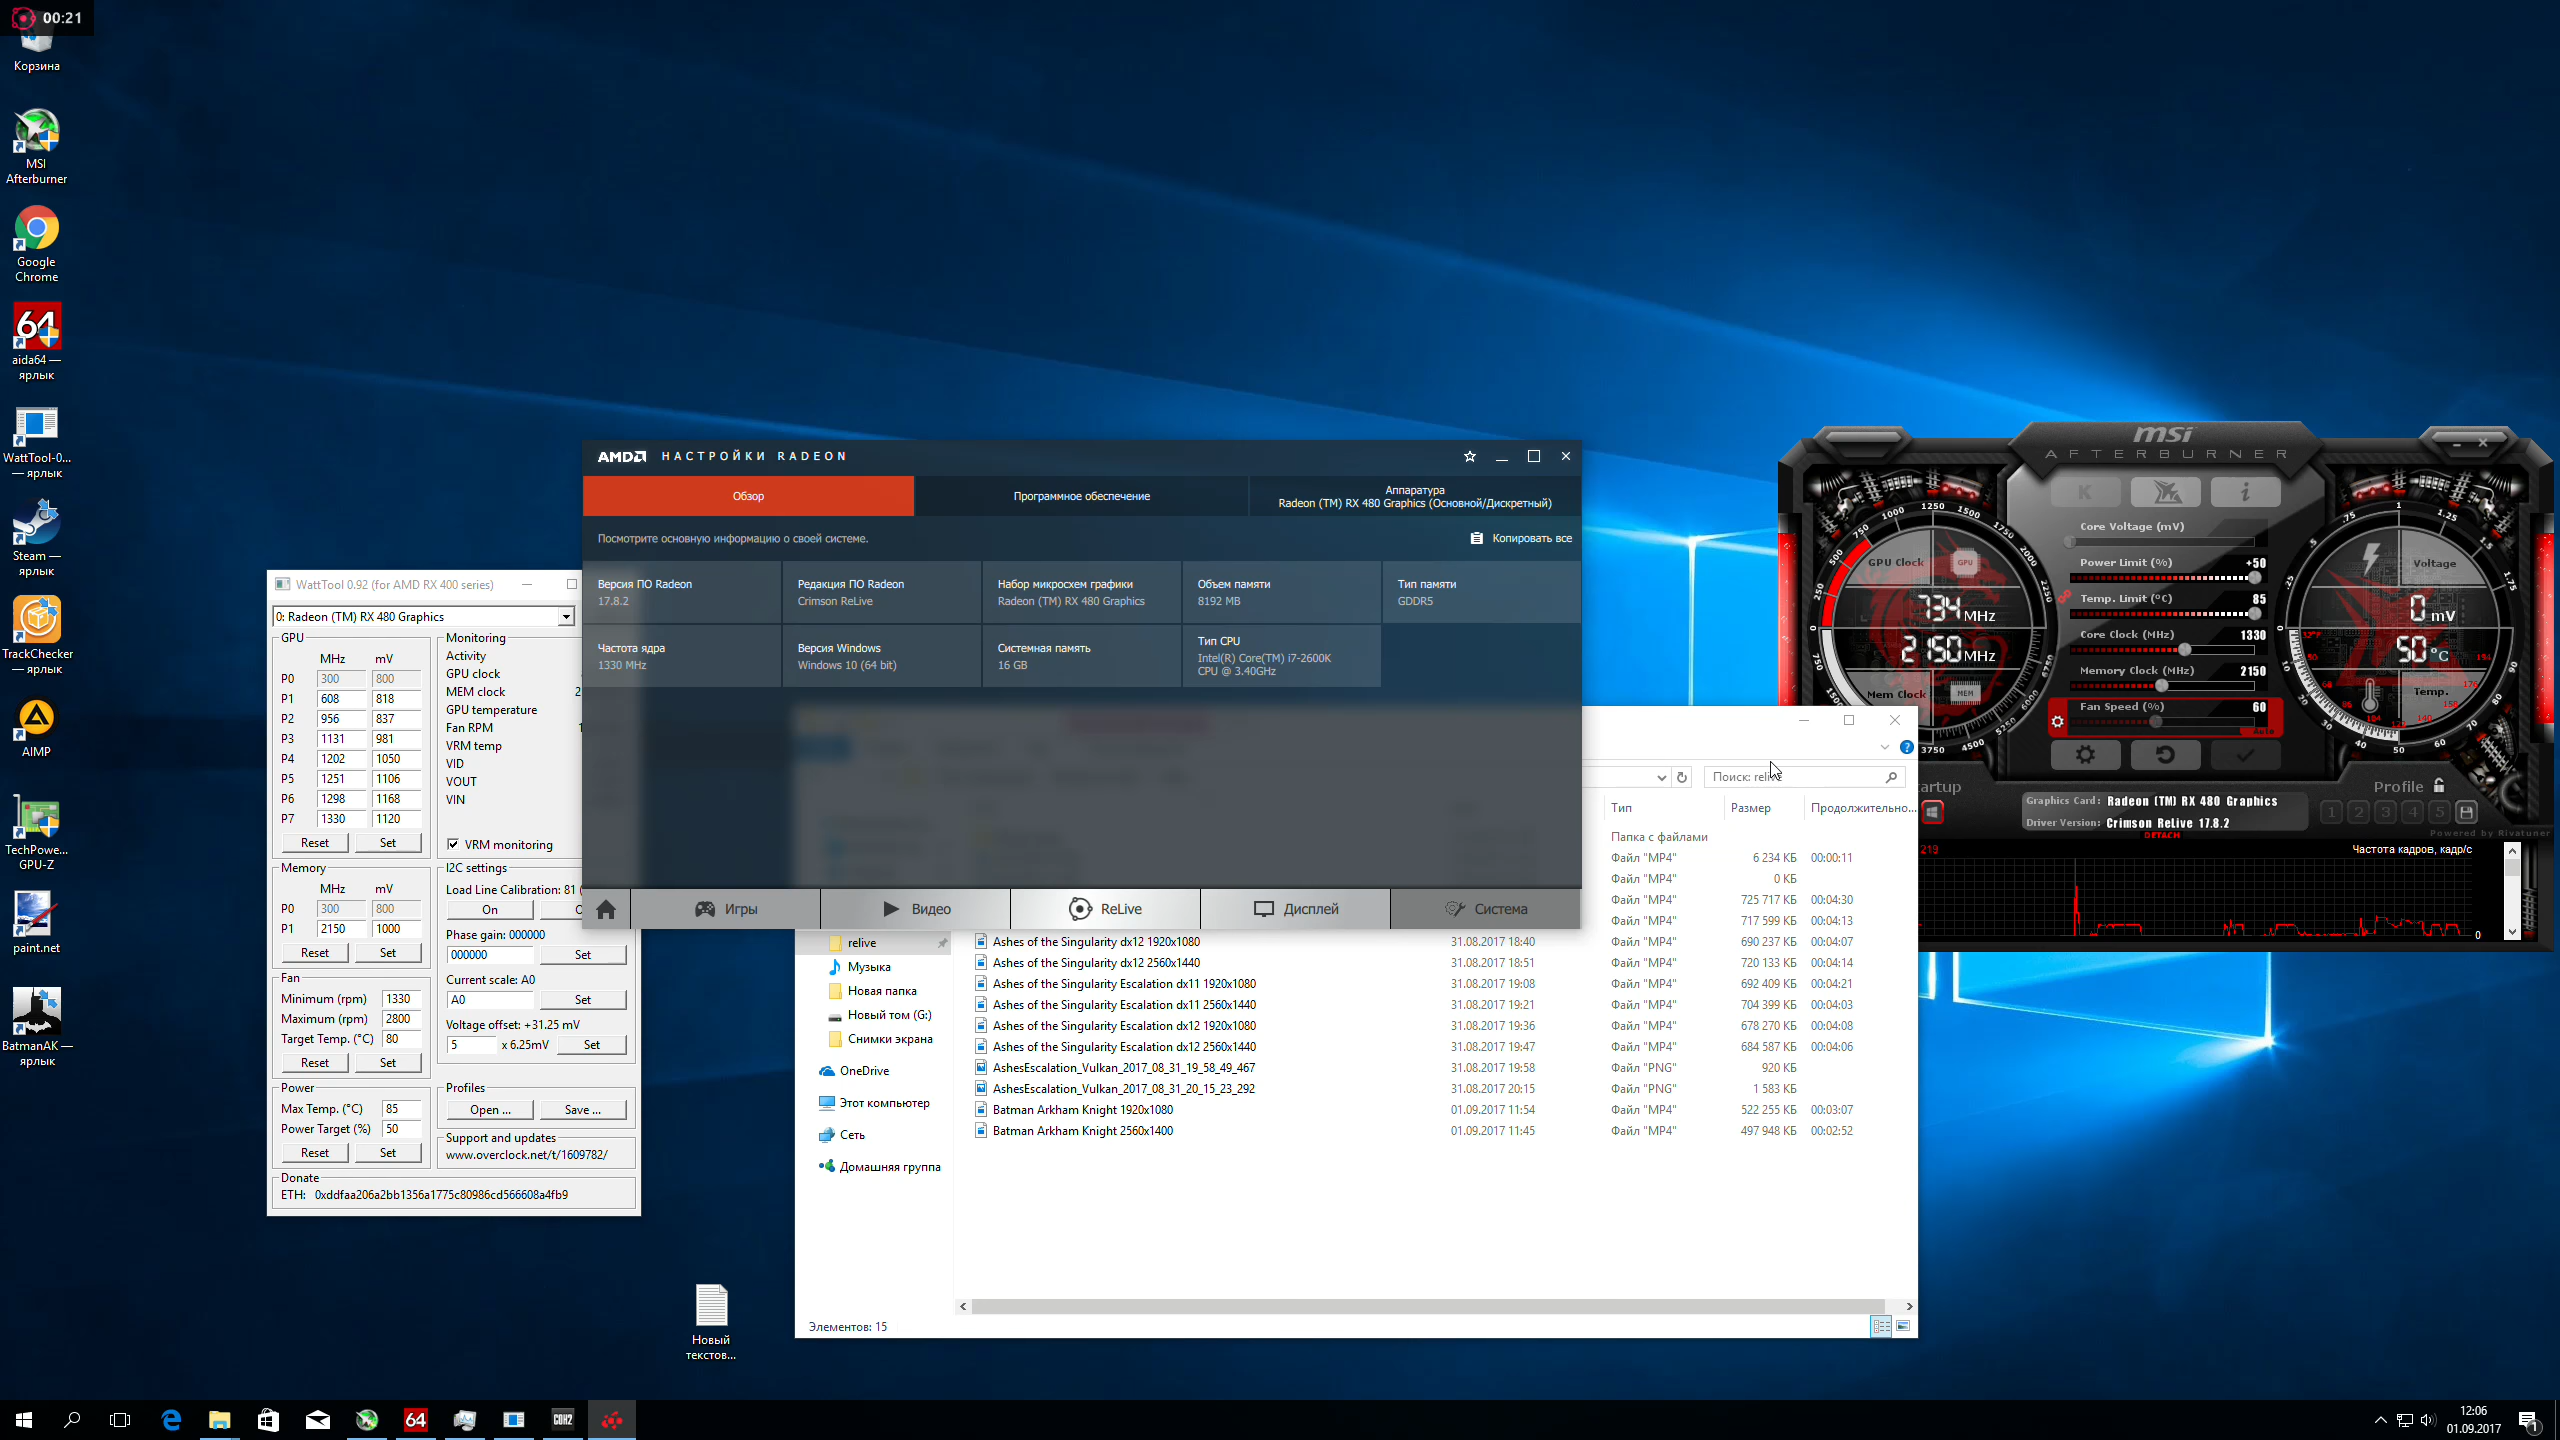 00:21
Корзина
MSI
Afterburner
Google
Chrome
64
aida64 —
ярлык
WattTool-0...
— ярлык
Steam —
ярлык
TrackChecker
— ярлык
AIMP
TechPowe...
GPU-Z
paint.net
BatmanAK —
ярлык
WattTool 0.92 (for AMD RX 400 series)
0: Radeon (TM) RX 480 Graphics
GPU
MHz mV
P0 300 800
P1 608 818
P2 956 837
P3 1131 981
P4 1202 1050
P5 1251 1106
P6 1298 1168
P7 1330 1120
Reset Set
Memory
MHz mV
P0 300 800
P1 2150 1000
Reset Set
Fan
Minimum (rpm) 1330
Maximum (rpm) 2800
Target Temp. (°C) 80
Reset Set
Power
Max Temp. (°C) 85
Power Target (%) 50
Reset Set
Donate
ETH: 0xddfaa206a2bb1356a1775c80986cd566608a4fb9
Monitoring
Activity
GPU clock
MEM clock 2
GPU temperature
Fan RPM 1
VRM temp
VID
VOUT
VIN
VRM monitoring
I2C settings
Load Line Calibration: 81 (
On O
Phase gain: 000000
000000 Set
Current scale: A0
A0 Set
Voltage offset: +31.25 mV
5 x 6.25mV Set
Profiles
Open ... Save ...
Support and updates
www.overclock.net/t/1609782/
AMD НАСТРОЙКИ RADEON
Обзор
Программное обеспечение
Аппаратура
Radeon (TM) RX 480 Graphics (Основной/Дискретный)
Посмотрите основную информацию о своей системе.
Копировать все
Версия ПО Radeon
17.8.2
Редакция ПО Radeon
Crimson ReLive
Набор микросхем графики
Radeon (TM) RX 480 Graphics
Объем памяти
8192 MB
Тип памяти
GDDR5
Частота ядра
1330 MHz
Версия Windows
Windows 10 (64 bit)
Системная память
16 GB
Тип CPU
Intel(R) Core(TM) i7-2600K
CPU @ 3.40GHz
Игры
Видео
ReLive
Дисплей
Система
Поиск: relive
Тип Размер Продолжительно...
Папка с файлами
Файл "MP4" 6 234 КБ 00:00:11
Файл "MP4" 0 КБ
Файл "MP4" 725 717 КБ 00:04:30
Файл "MP4" 717 599 КБ 00:04:13
Ashes of the Singularity dx12 1920x1080 31.08.2017 18:40 Файл "MP4" 690 237 КБ 00:04:07
Ashes of the Singularity dx12 2560x1440 31.08.2017 18:51 Файл "MP4" 720 133 КБ 00:04:14
Ashes of the Singularity Escalation dx11 1920x1080 31.08.2017 19:08 Файл "MP4" 692 409 КБ 00:04:21
Ashes of the Singularity Escalation dx11 2560x1440 31.08.2017 19:21 Файл "MP4" 704 399 КБ 00:04:03
Ashes of the Singularity Escalation dx12 1920x1080 31.08.2017 19:36 Файл "MP4" 678 270 КБ 00:04:08
Ashes of the Singularity Escalation dx12 2560x1440 31.08.2017 19:47 Файл "MP4" 684 587 КБ 00:04:06
AshesEscalation_Vulkan_2017_08_31_19_58_49_467 31.08.2017 19:58 Файл "PNG" 920 КБ
AshesEscalation_Vulkan_2017_08_31_20_15_23_292 31.08.2017 20:15 Файл "PNG" 1 583 КБ
Batman Arkham Knight 1920x1080 01.09.2017 11:54 Файл "MP4" 522 255 КБ 00:03:07
Batman Arkham Knight 2560x1400 01.09.2017 11:45 Файл "MP4" 497 948 КБ 00:02:52
relive
Музыка
Новая папка
Новый том (G:)
Снимки экрана
OneDrive
Этот компьютер
Сеть
Домашняя группа
Элементов: 15
msi
AFTERBURNER
K
i
GPU Clock
GPU
734 MHz
2150 MHz
Mem Clock
MEM
Core Voltage (mV)
Power Limit (%) +50
Temp. Limit (°C) 85
Core Clock (MHz) 1330
Memory Clock (MHz) 2150
Fan Speed (%) 60
Auto
Voltage
0 mV
50 °C
Temp.
artup
Profile
1 2 3 4 5
Graphics Card: Radeon (TM) RX 480 Graphics
Driver Version: Crimson ReLive 17.8.2
DETACH
Powered by Rivatuner
219
Частота кадров, кадр/с
0
Новый
текстов...
64
COH2
12:06
01.09.2017
1